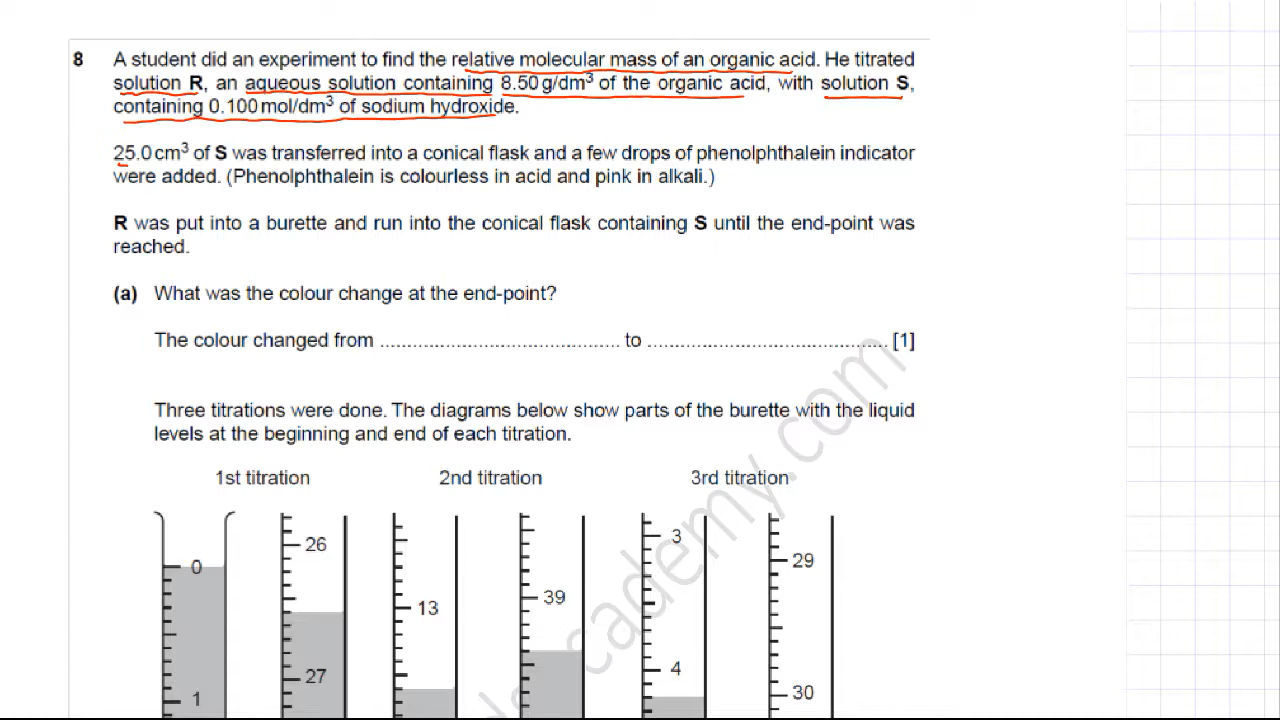 8 A student did an experiment to find the relative molecular mass of an organic acid. He titrated
solution R, an aqueous solution containing 8.50 g/dm³ of the organic acid, with solution S,
containing 0.100 mol/dm³ of sodium hydroxide.
25.0 cm³ of S was transferred into a conical flask and a few drops of phenolphthalein indicator
were added. (Phenolphthalein is colourless in acid and pink in alkali.)
R was put into a burette and run into the conical flask containing S until the end-point was
reached.
(a) What was the colour change at the end-point?
The colour changed from ............................................ to ............................................ [1]
Three titrations were done. The diagrams below show parts of the burette with the liquid
levels at the beginning and end of each titration.
1st titration 2nd titration 3rd titration
26 3
0 29
13 39
27 4
1 30
cademy.com